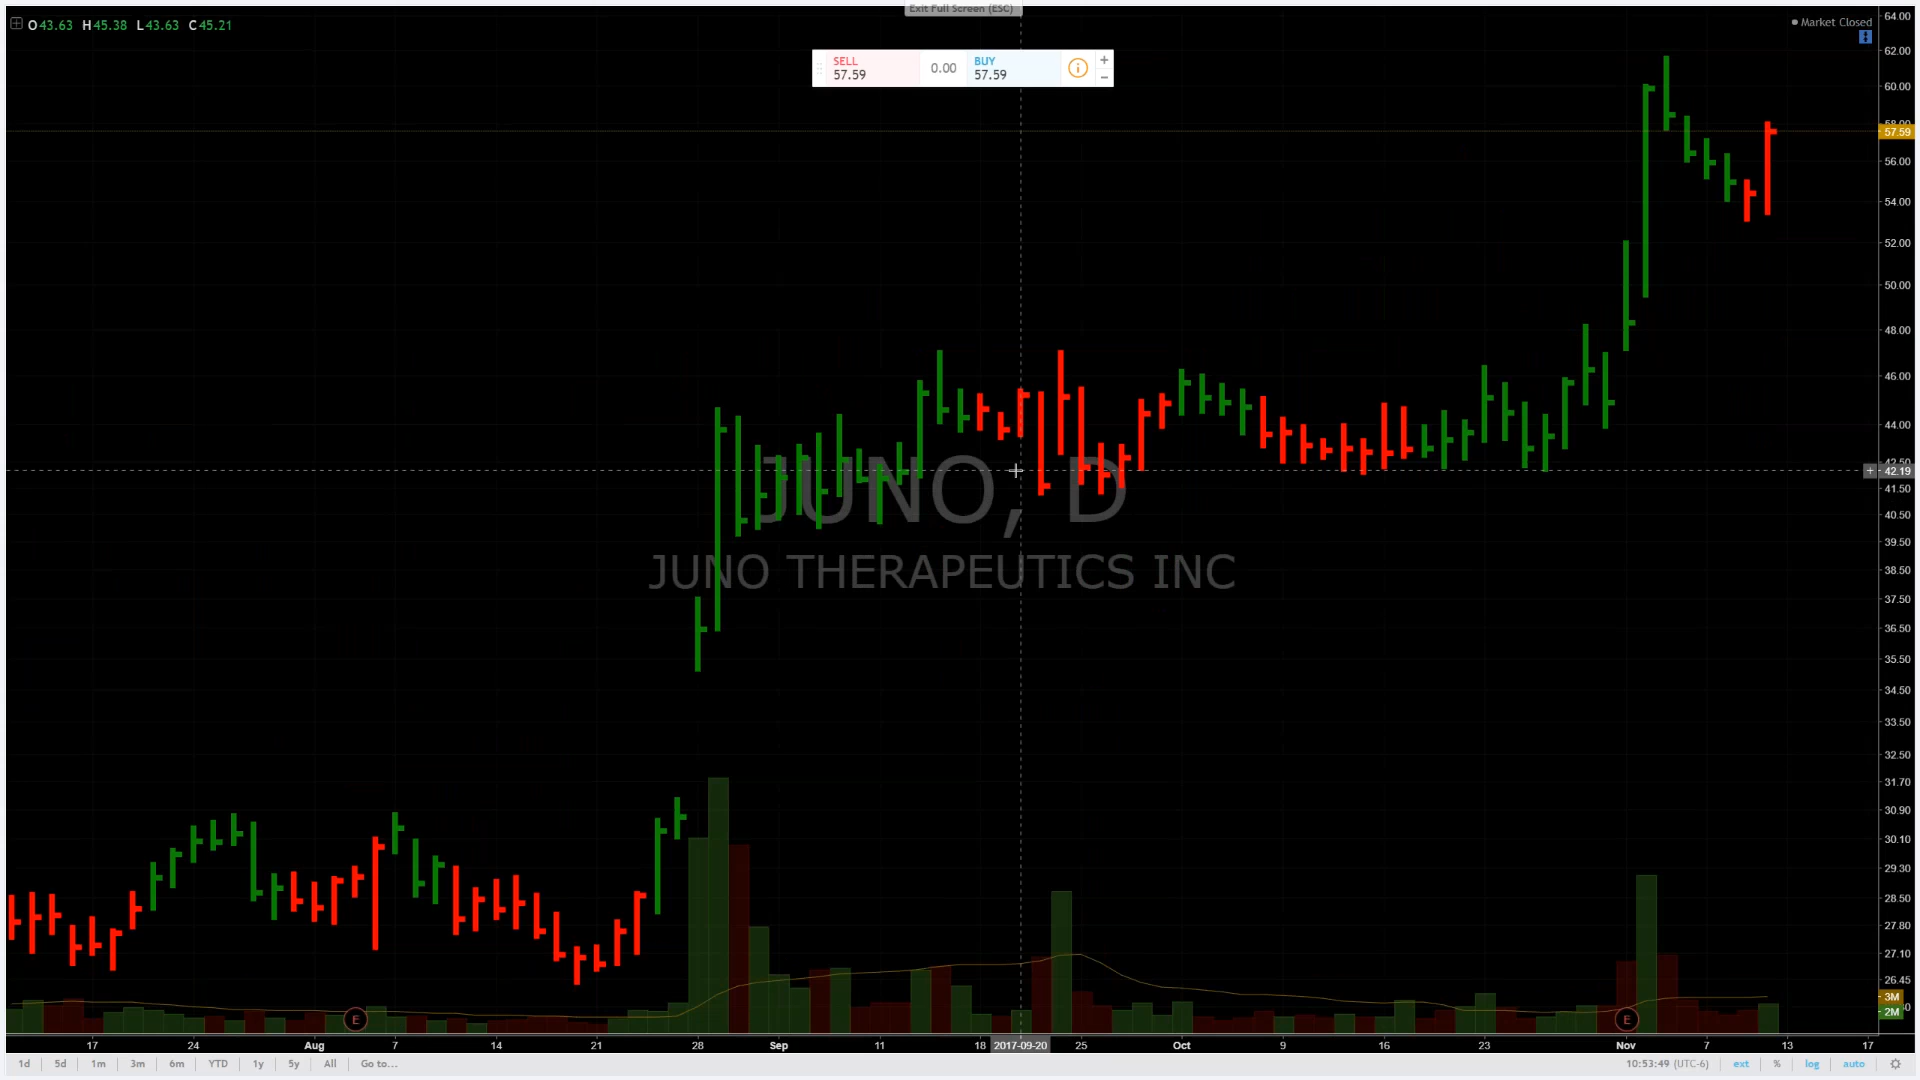 Exit Full Screen (ESC)
O43.63 H45.38 L43.63 C45.21
Market Closed
SELL
57.59
0.00
BUY
57.59
+
−
64.00
62.00
60.00
58.00
57.59
56.00
54.00
52.00
50.00
48.00
46.00
44.00
42.50
42.19
41.50
40.50
39.50
38.50
37.50
36.50
35.50
34.50
33.50
32.50
31.70
30.90
30.10
29.30
28.50
27.80
27.10
26.45
3M
2M
JUNO, D
JUNO THERAPEUTICS INC
E
E
17 24 Aug 7 14 21 28 Sep 11 18 2017-09-20 25 Oct 9 16 23 Nov 7 13 17
1d 5d 1m 3m 6m YTD 1y 5y All Go to... 10:53:49 (UTC-6) ext % log auto